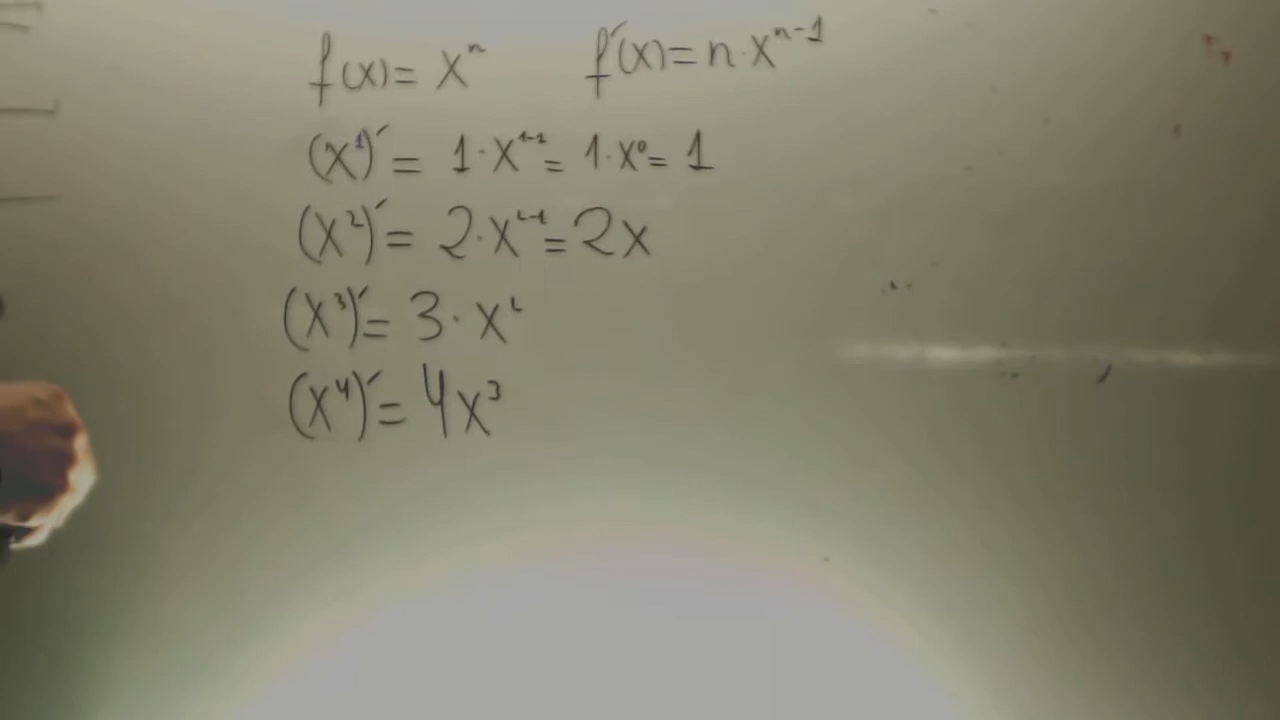 f(x) = xⁿ f′(x) = n·xⁿ⁻¹
(x¹)′ = 1·x¹⁻¹ = 1·x⁰ = 1
(x²)′ = 2·x²⁻¹ = 2x
(x³)′ = 3·x²
(x⁴)′ = 4x³